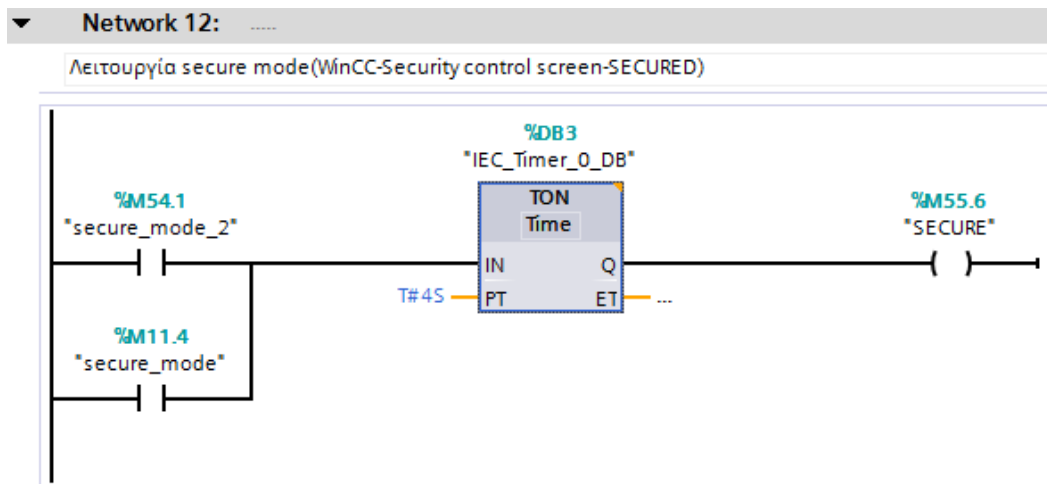 Network 12: .....
Λειτουργία secure mode(WinCC-Security control screen-SECURED)
%DB3
"IEC_Timer_0_DB"
%M54.1
"secure_mode_2"
TON
Time
%M55.6
"SECURE"
IN
Q
T#4S
PT
ET
...
%M11.4
"secure_mode"